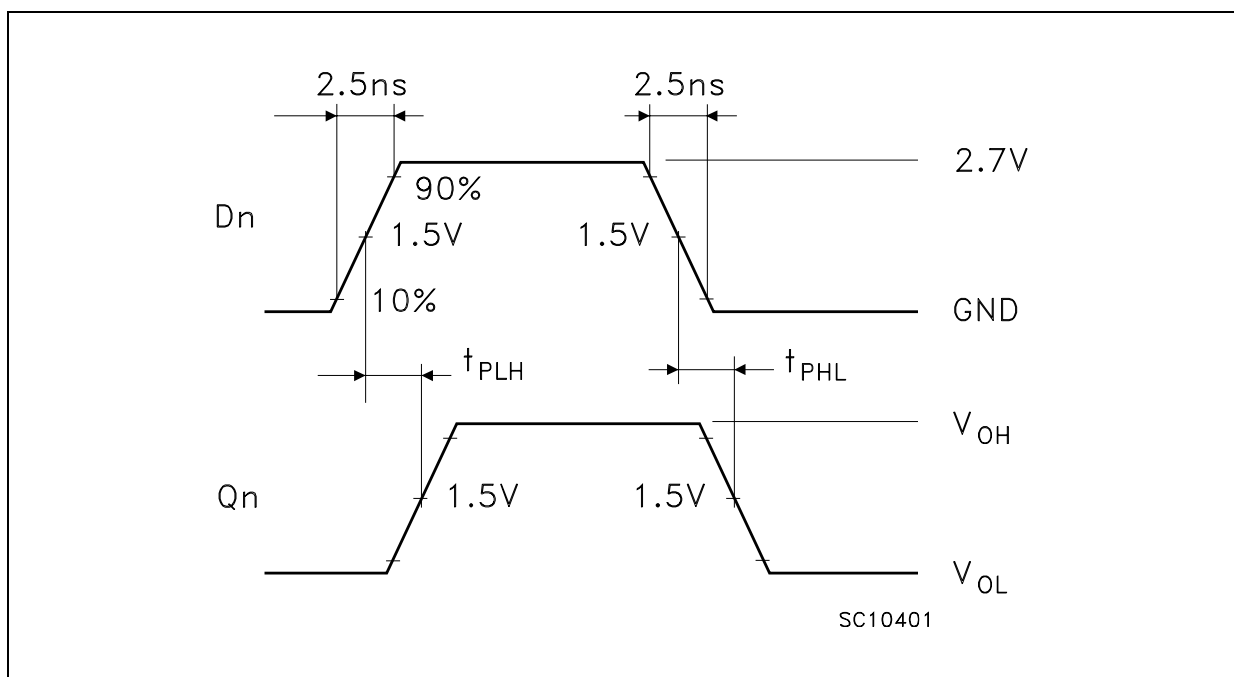 2.5ns 2.5ns
2.7V
90%
Dn
1.5V 1.5V
10%
GND
tPLH tPHL
VOH
Qn 1.5V 1.5V
VOL
SC10401